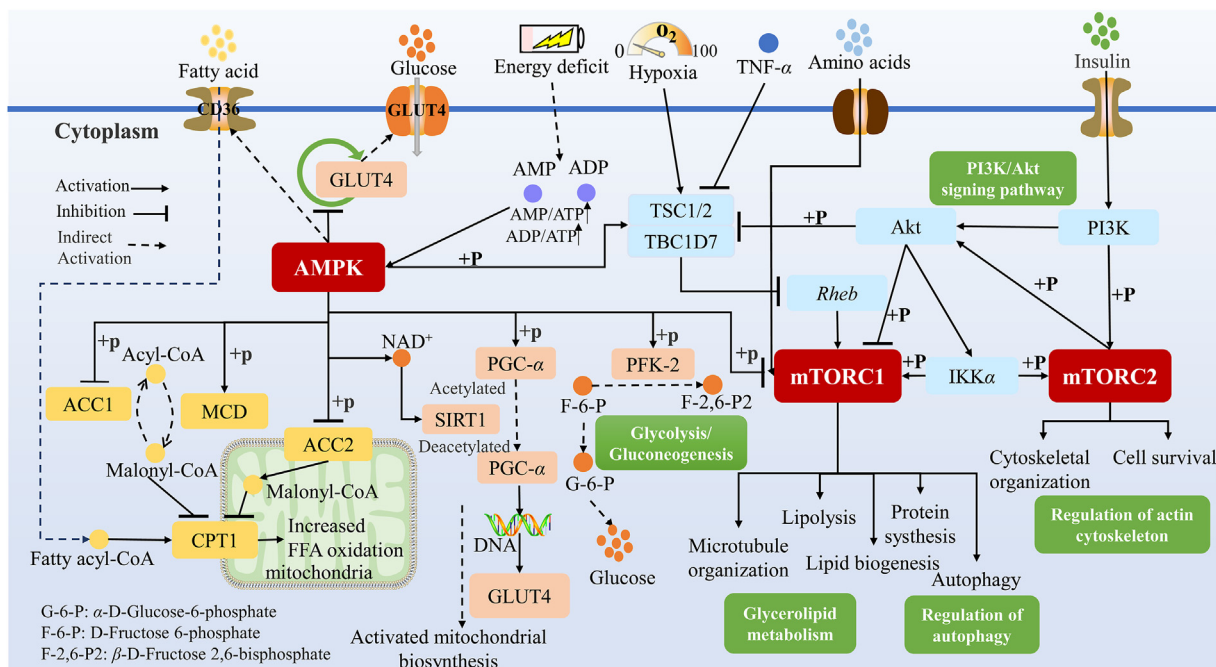 Fatty acid
Glucose
Energy deficit
0
O2
100
Hypoxia
TNF-α
Amino acids
Insulin
CD36
GLUT4
Cytoplasm
Activation
Inhibition
Indirect
Activation
GLUT4
AMP
ADP
AMP/ATP
ADP/ATP
TSC1/2
TBC1D7
PI3K/Akt
signing pathway
+P
Akt
PI3K
AMPK
+P
Rheb
+P
+P
+P
+p
+p
NAD+
+p
+p
+p
Acyl-CoA
PGC-α
PFK-2
mTORC1
+P
IKKα
+P
mTORC2
ACC1
MCD
+p
Acetylated
F-6-P
F-2,6-P2
SIRT1
Deacetylated
ACC2
Glycolysis/
Gluconeogenesis
Malonyl-CoA
Malonyl-CoA
PGC-α
G-6-P
Cytoskeletal
organization
Cell survival
Lipolysis
Protein
systhesis
Regulation of actin
cytoskeleton
CPT1
Increased
FFA oxidation
mitochondria
DNA
Microtubule
organization
Lipid biogenesis
Fatty acyl-CoA
Glucose
Autophagy
GLUT4
Glycerolipid
metabolism
Regulation of
autophagy
G-6-P: α-D-Glucose-6-phosphate
F-6-P: D-Fructose 6-phosphate
F-2,6-P2: β-D-Fructose 2,6-bisphosphate
Activated mitochondrial
biosynthesis